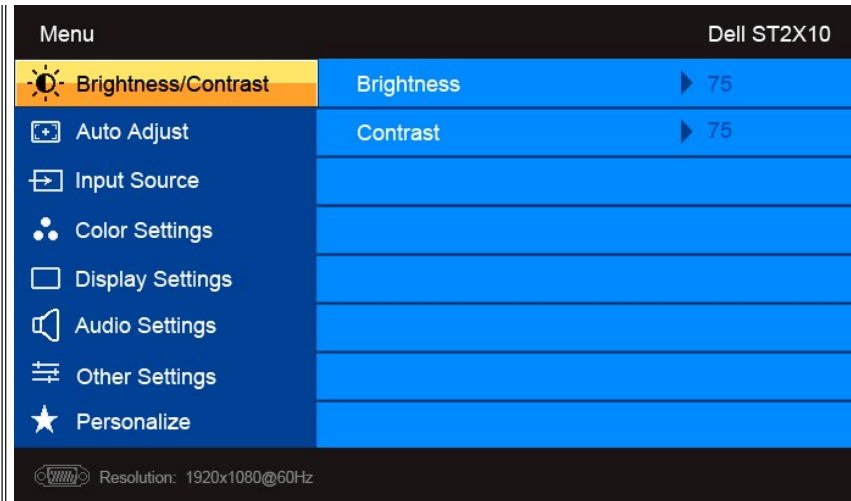 Menu Dell ST2X10
Brightness/Contrast Brightness 75
Auto Adjust Contrast 75
Input Source
Color Settings
Display Settings
Audio Settings
Other Settings
Personalize
Resolution: 1920x1080@60Hz